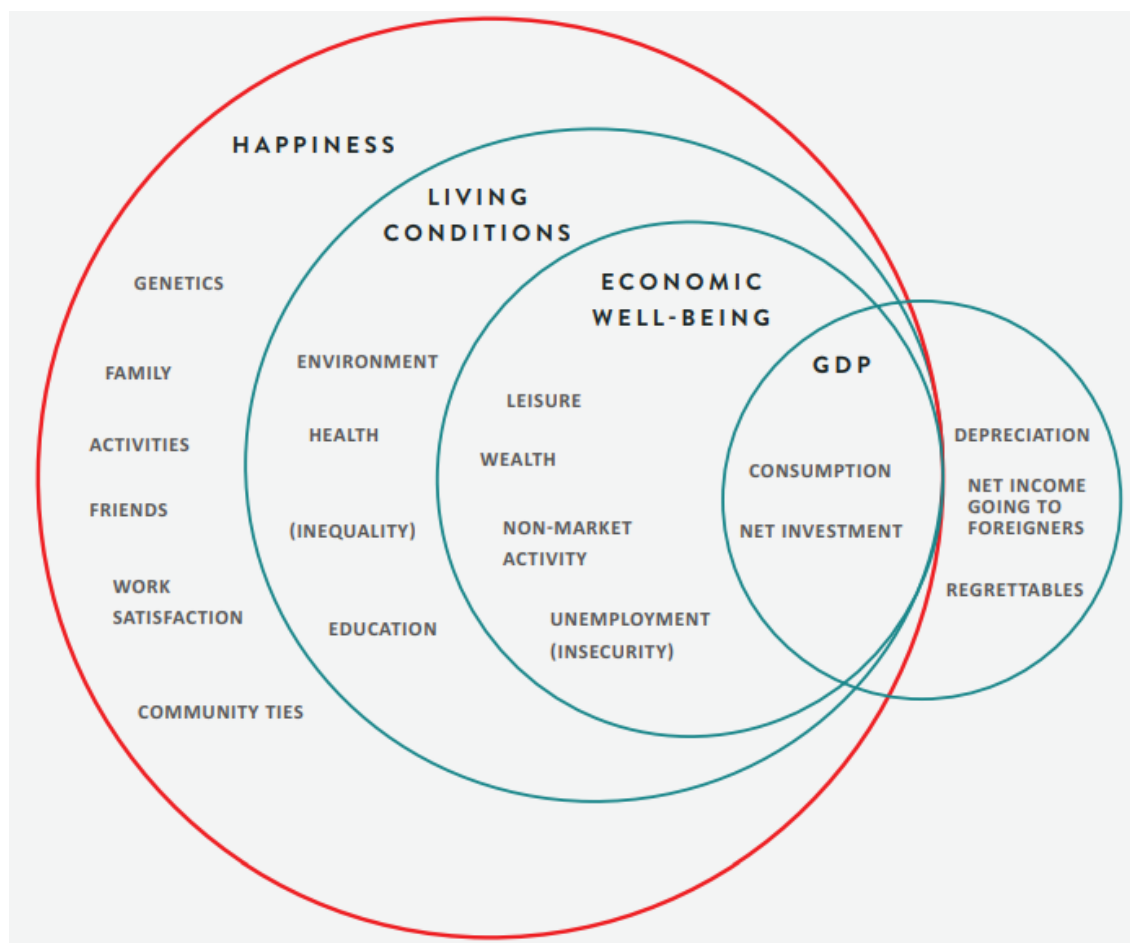 HAPPINESS
LIVING
CONDITIONS
ECONOMIC
WELL-BEING
GDP
GENETICS
FAMILY
ACTIVITIES
FRIENDS
WORK
SATISFACTION
COMMUNITY TIES
ENVIRONMENT
HEALTH
(INEQUALITY)
EDUCATION
LEISURE
WEALTH
NON-MARKET
ACTIVITY
UNEMPLOYMENT
(INSECURITY)
CONSUMPTION
NET INVESTMENT
DEPRECIATION
NET INCOME
GOING TO
FOREIGNERS
REGRETTABLES